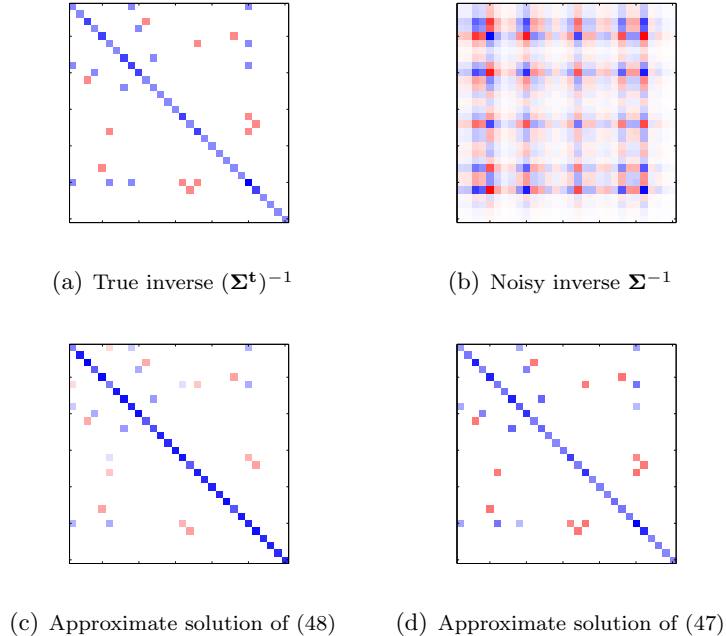 (a) True inverse (Σᵗ)⁻¹
(b) Noisy inverse Σ⁻¹
(c) Approximate solution of (48)
(d) Approximate solution of (47)